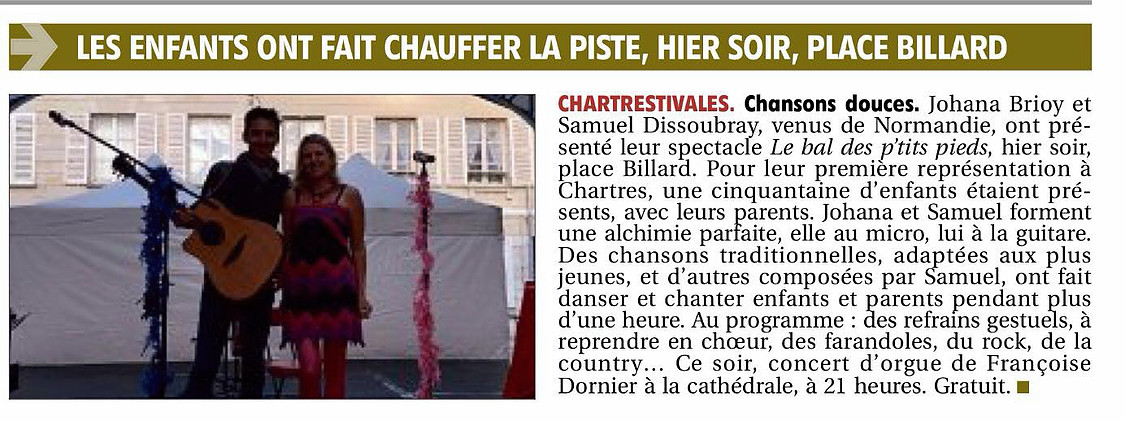 LES ENFANTS ONT FAIT CHAUFFER LA PISTE, HIER SOIR, PLACE BILLARD
CHARTRESTIVALES. Chansons douces. Johana Brioy et
Samuel Dissoubray, venus de Normandie, ont pré-
senté leur spectacle Le bal des p'tits pieds, hier soir,
place Billard. Pour leur première représentation à
Chartres, une cinquantaine d'enfants étaient pré-
sents, avec leurs parents. Johana et Samuel forment
une alchimie parfaite, elle au micro, lui à la guitare.
Des chansons traditionnelles, adaptées aux plus
jeunes, et d'autres composées par Samuel, ont fait
danser et chanter enfants et parents pendant plus
d'une heure. Au programme : des refrains gestuels, à
reprendre en chœur, des farandoles, du rock, de la
country… Ce soir, concert d'orgue de Françoise
Dornier à la cathédrale, à 21 heures. Gratuit. ■